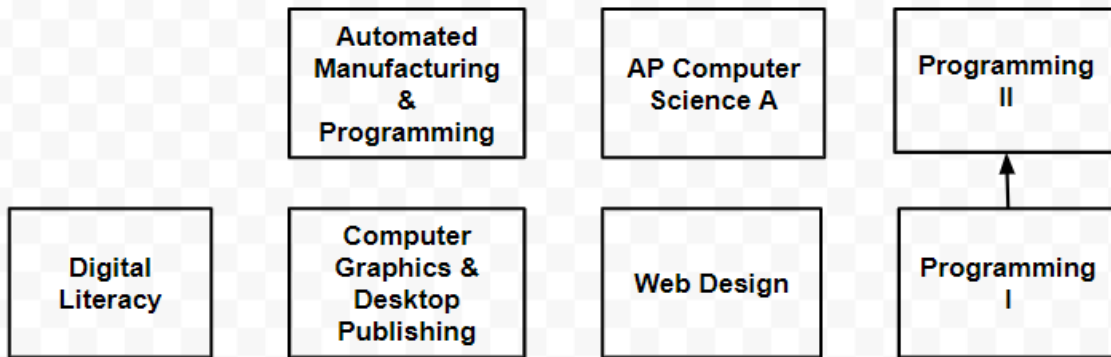 Automated
Manufacturing
&
Programming
AP Computer
Science A
Programming
II
Digital
Literacy
Computer
Graphics &
Desktop
Publishing
Web Design
Programming
I